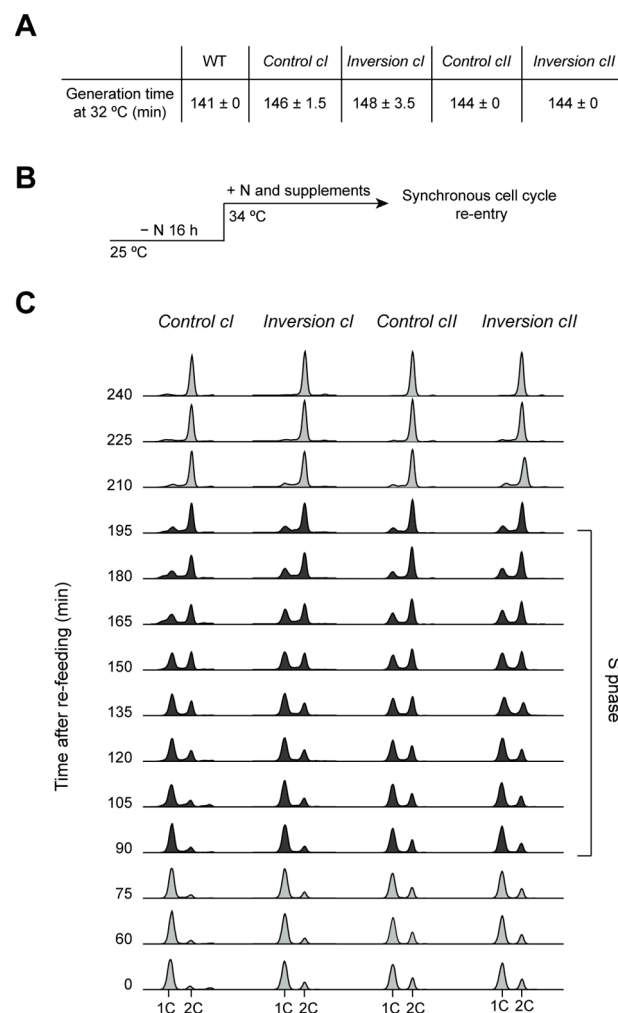 A
WT Control cI Inversion cI Control cII Inversion cII
Generation time
at 32 ºC (min) 141 ± 0 146 ± 1.5 148 ± 3.5 144 ± 0 144 ± 0
B
+ N and supplements
Synchronous cell cycle
re-entry
− N 16 h
34 ºC
25 ºC
C
Control cI Inversion cI Control cII Inversion cII
Time after re-feeding (min)
240
225
210
195
180
165
150
135
120
105
90
75
60
0
S phase
1C 2C 1C 2C 1C 2C 1C 2C